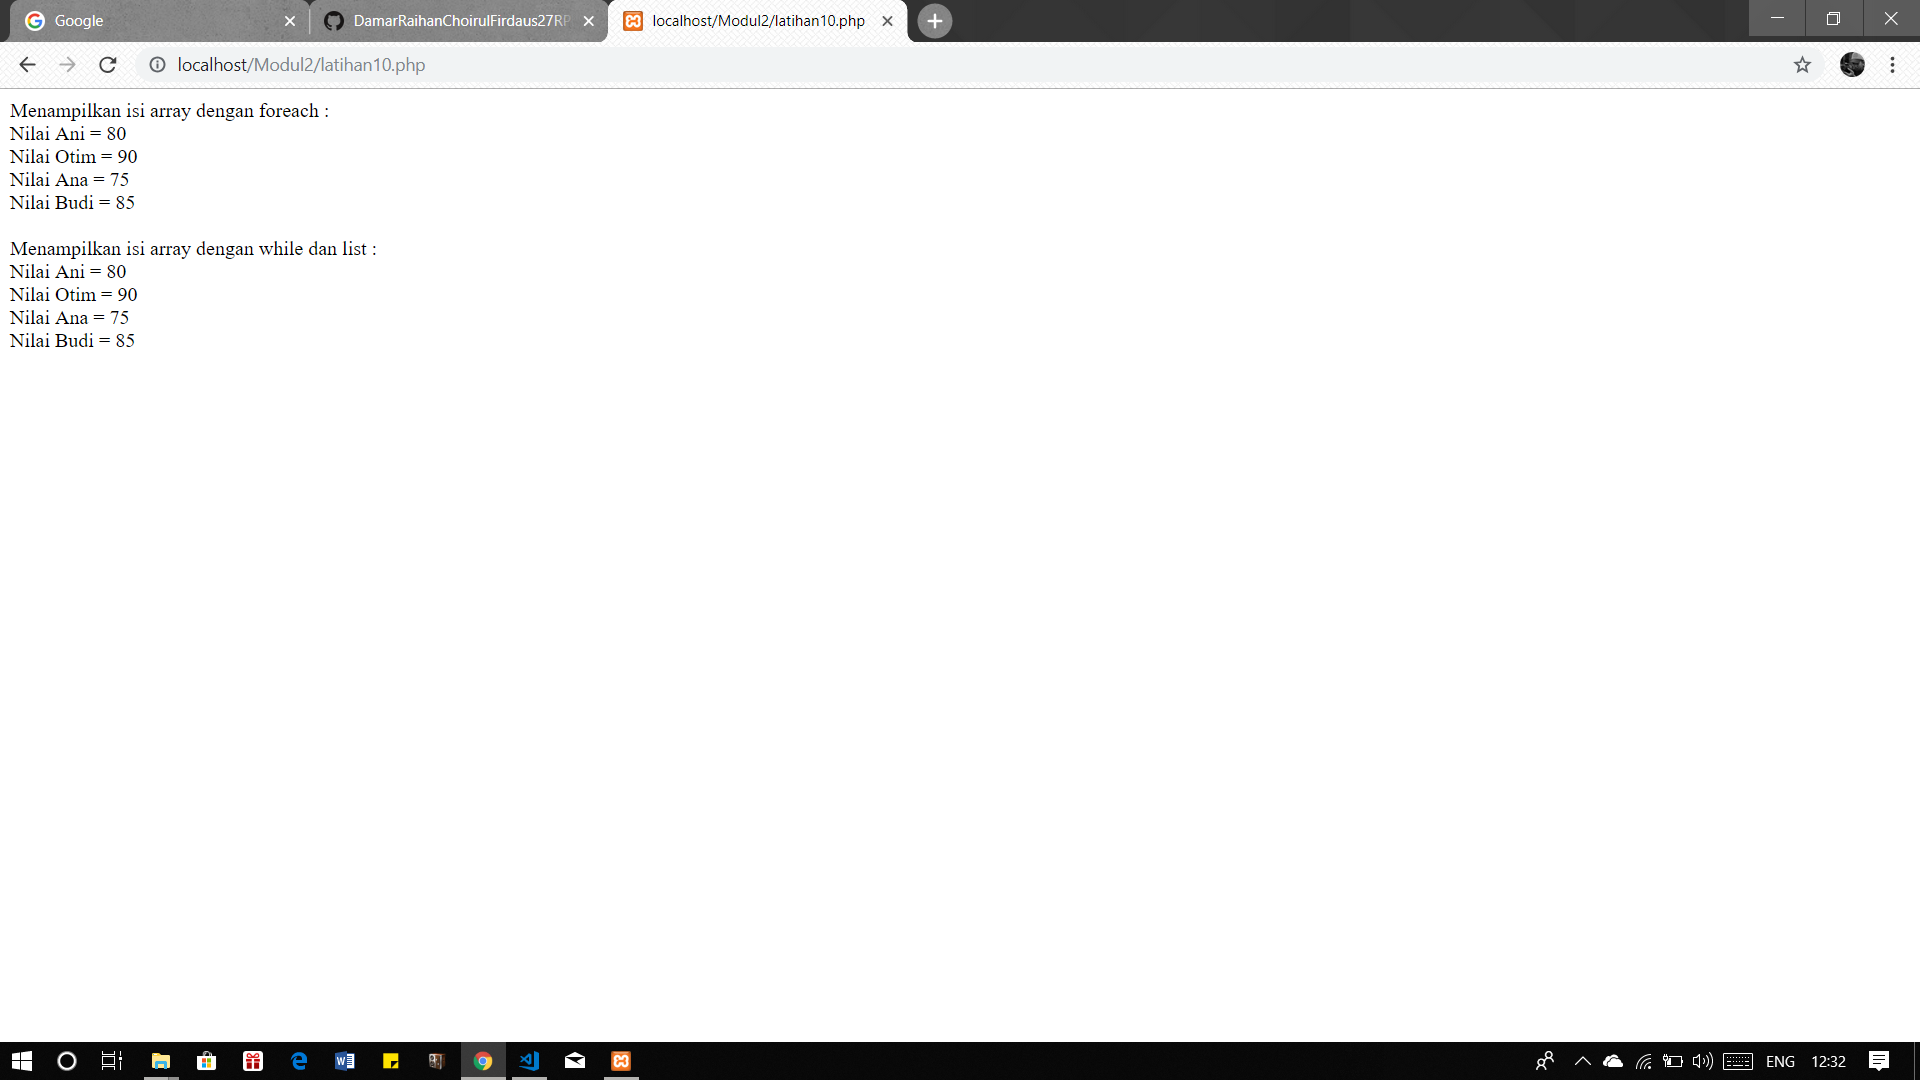 Google
DamarRaihanChoirulFirdaus27RP
localhost/Modul2/latihan10.php
localhost/Modul2/latihan10.php
Menampilkan isi array dengan foreach :
Nilai Ani = 80
Nilai Otim = 90
Nilai Ana = 75
Nilai Budi = 85
Menampilkan isi array dengan while dan list :
Nilai Ani = 80
Nilai Otim = 90
Nilai Ana = 75
Nilai Budi = 85
ENG
12:32